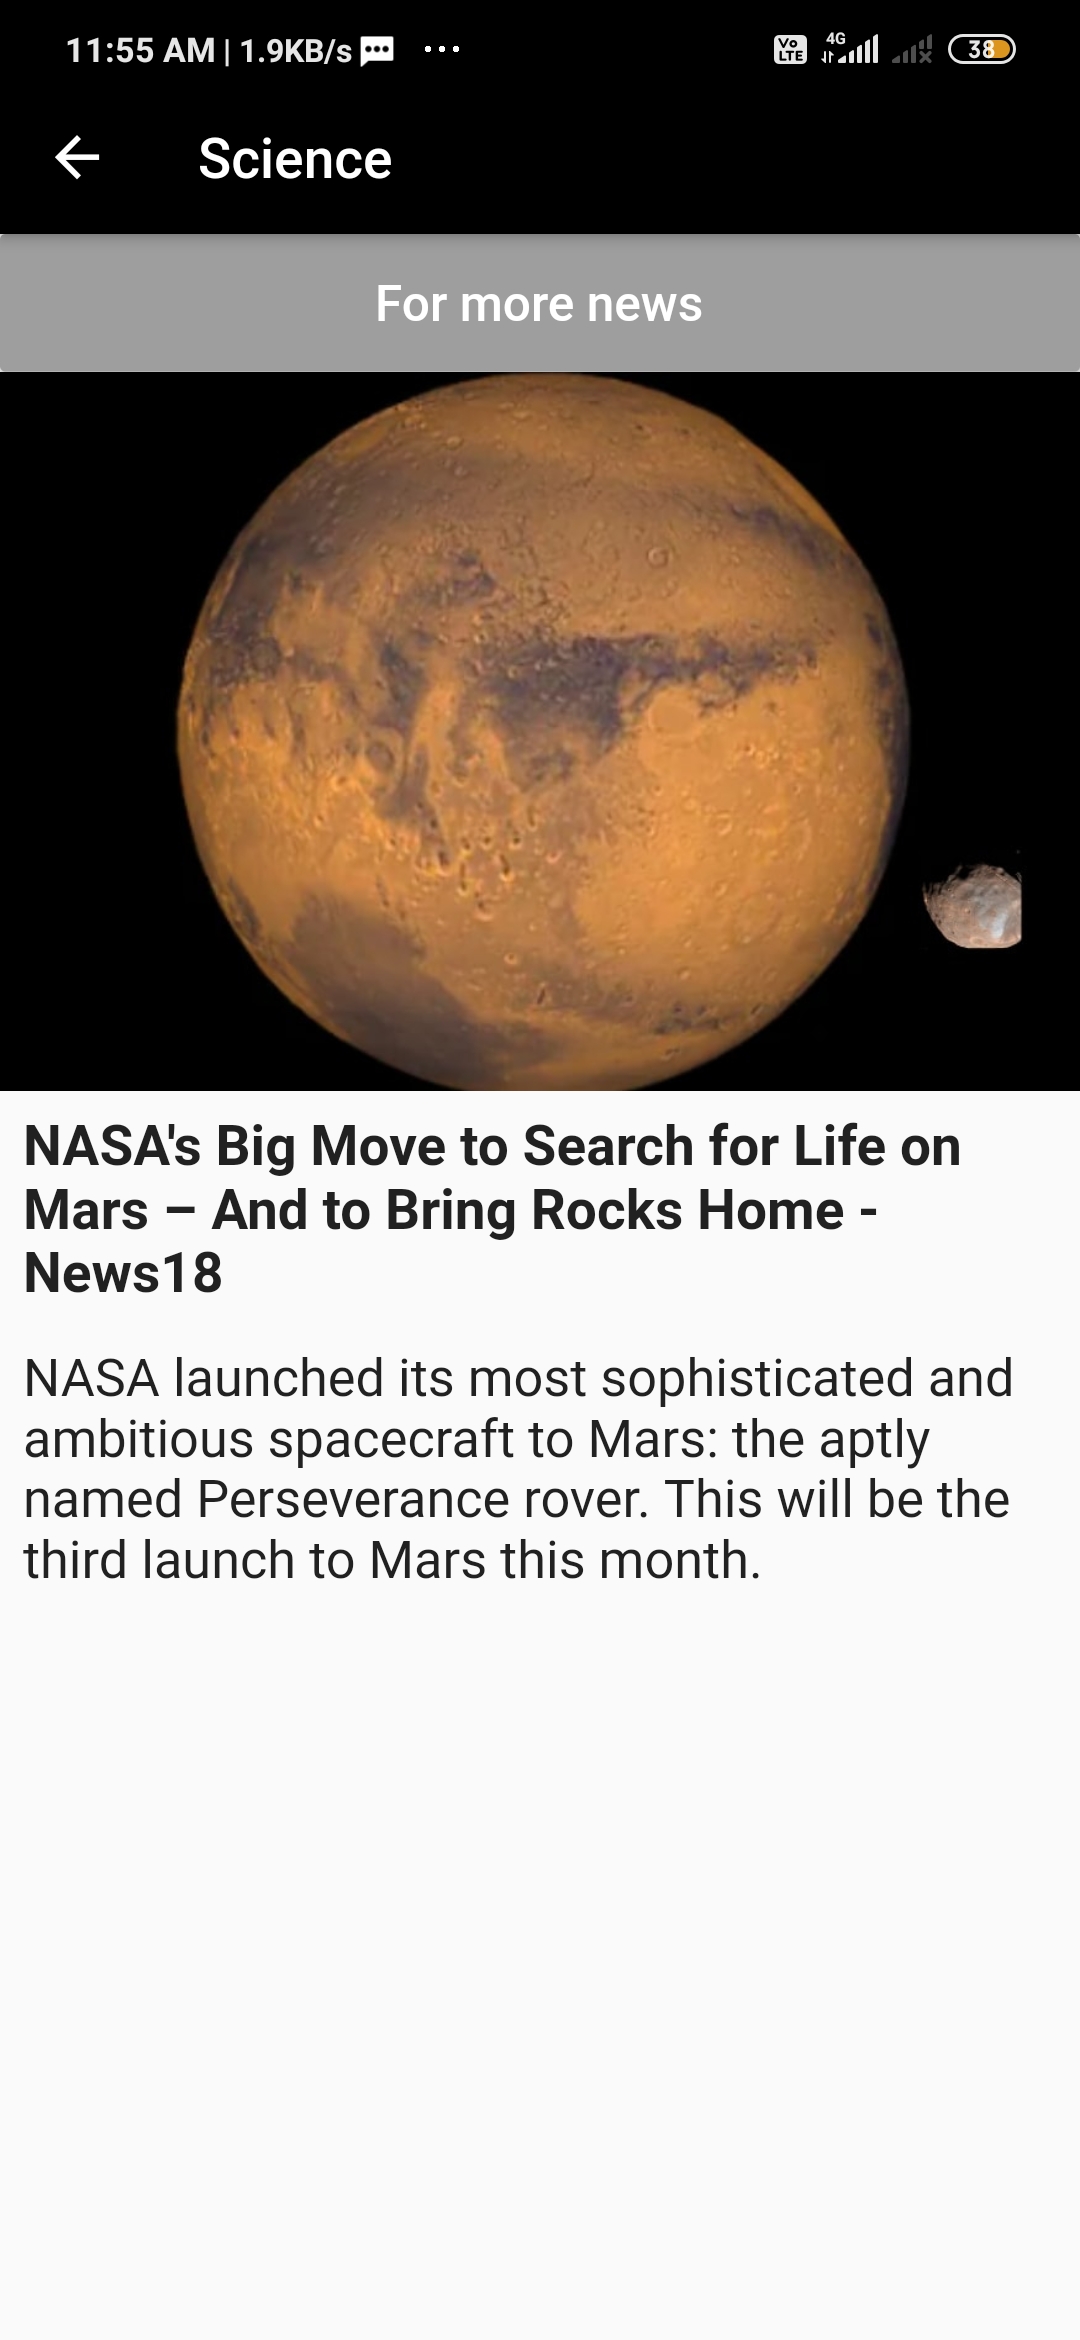 11:55 AM | 1.9KB/s ...
Vo LTE 4G 38
Science
For more news
NASA's Big Move to Search for Life on
Mars – And to Bring Rocks Home -
News18
NASA launched its most sophisticated and
ambitious spacecraft to Mars: the aptly
named Perseverance rover. This will be the
third launch to Mars this month.